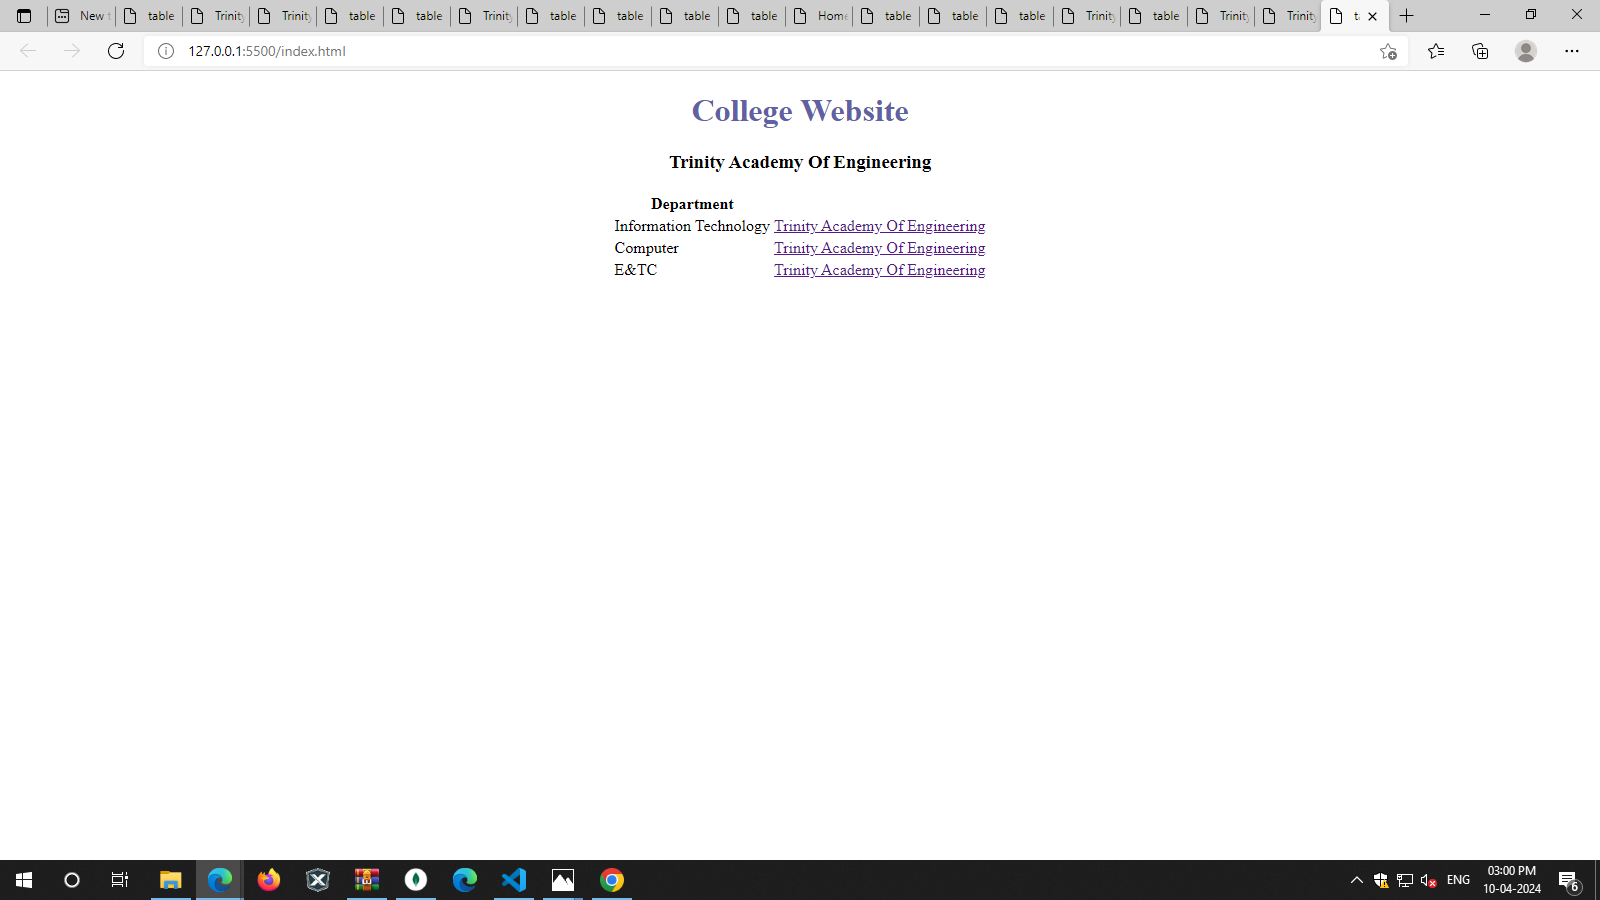 New t table Trinity Trinity table table Trinity table table table table Home table table table Trinity table Trinity Trinity ta
127.0.0.1:5500/index.html
College Website
Trinity Academy Of Engineering
Department
Information Technology Trinity Academy Of Engineering
Computer Trinity Academy Of Engineering
E&TC Trinity Academy Of Engineering
ENG
03:00 PM
10-04-2024
6